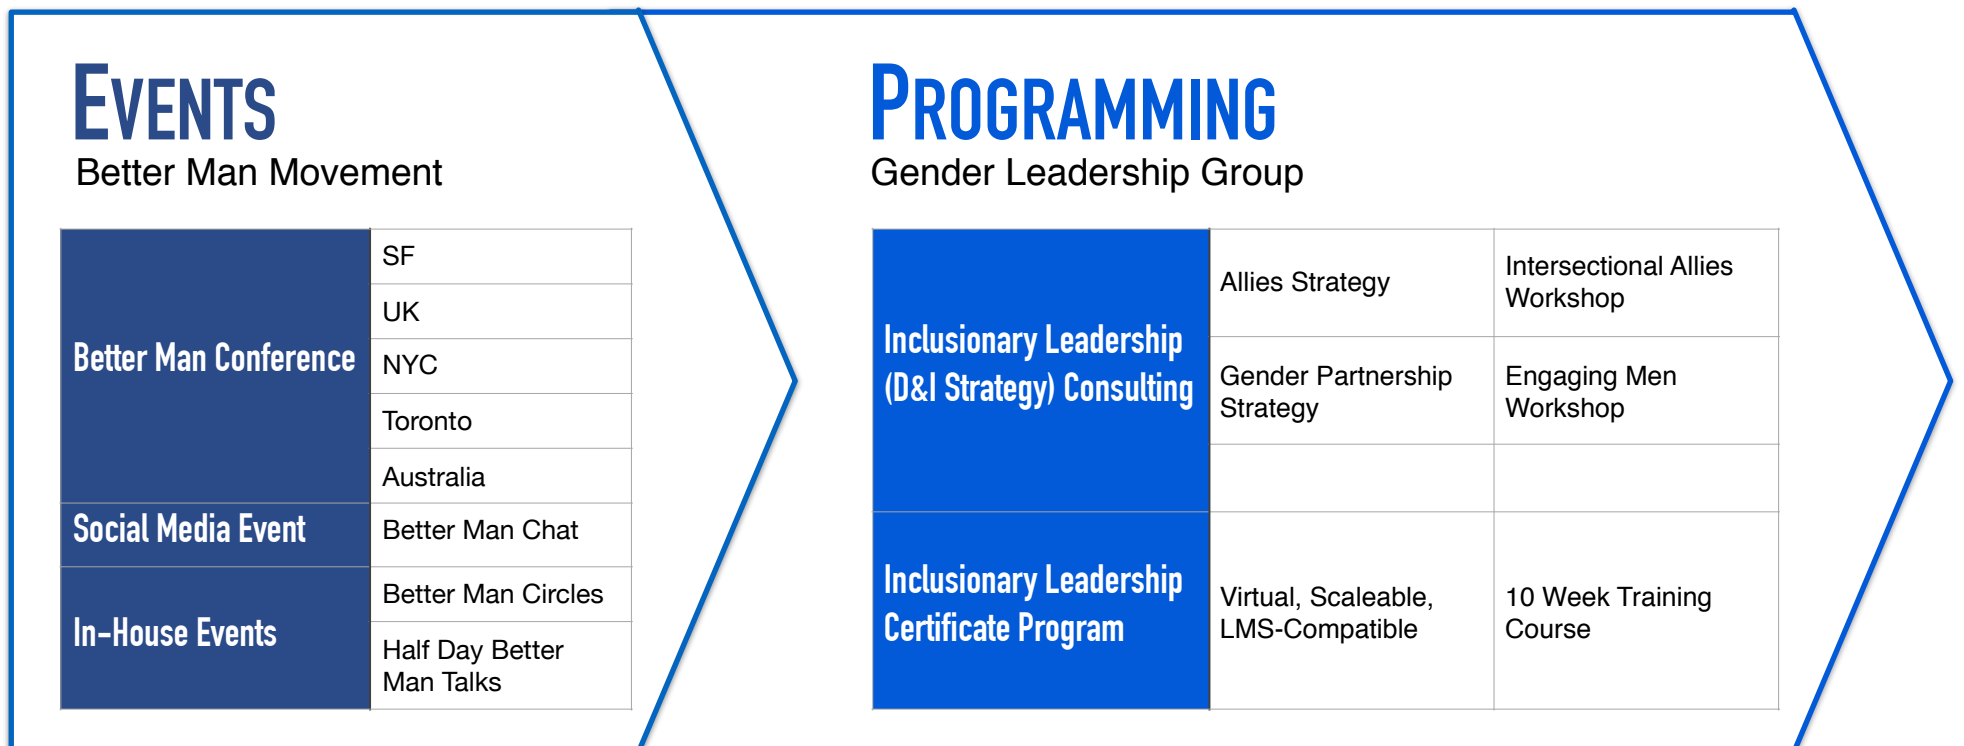 EVENTS
Better Man Movement
Better Man Conference
SF
UK
NYC
Toronto
Australia
Social Media Event
Better Man Chat
In-House Events
Better Man Circles
Half Day Better
Man Talks
PROGRAMMING
Gender Leadership Group
Inclusionary Leadership
(D&I Strategy) Consulting
Allies Strategy
Intersectional Allies
Workshop
Gender Partnership
Strategy
Engaging Men
Workshop
Inclusionary Leadership
Certificate Program
Virtual, Scaleable,
LMS-Compatible
10 Week Training
Course